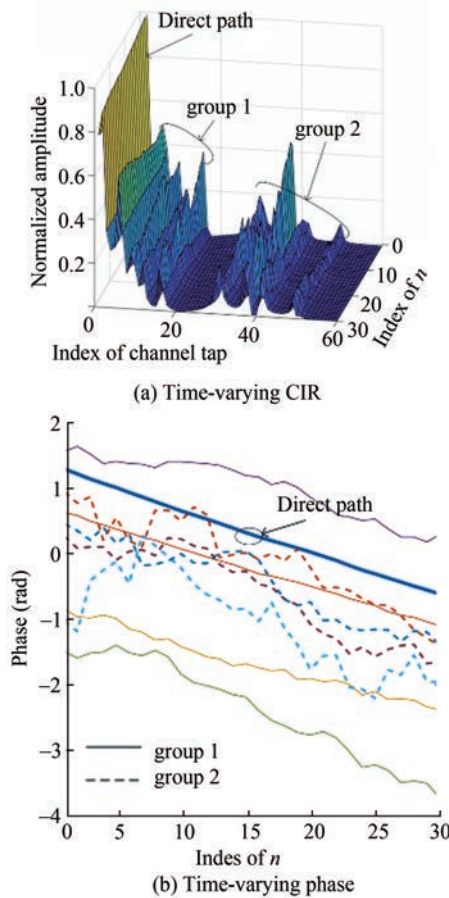 Direct path
group 1
group 2
1.0
0.8
0.6
0.4
0.2
Normalized amplitude
0
20
40
60
Index of channel tap
0
10
20
30
Index of n
(a) Time-varying CIR
2
1
0
−1
−2
−3
−4
Phase (rad)
Direct path
group 1
group 2
0
5
10
15
20
25
30
Indes of n
(b) Time-varying phase